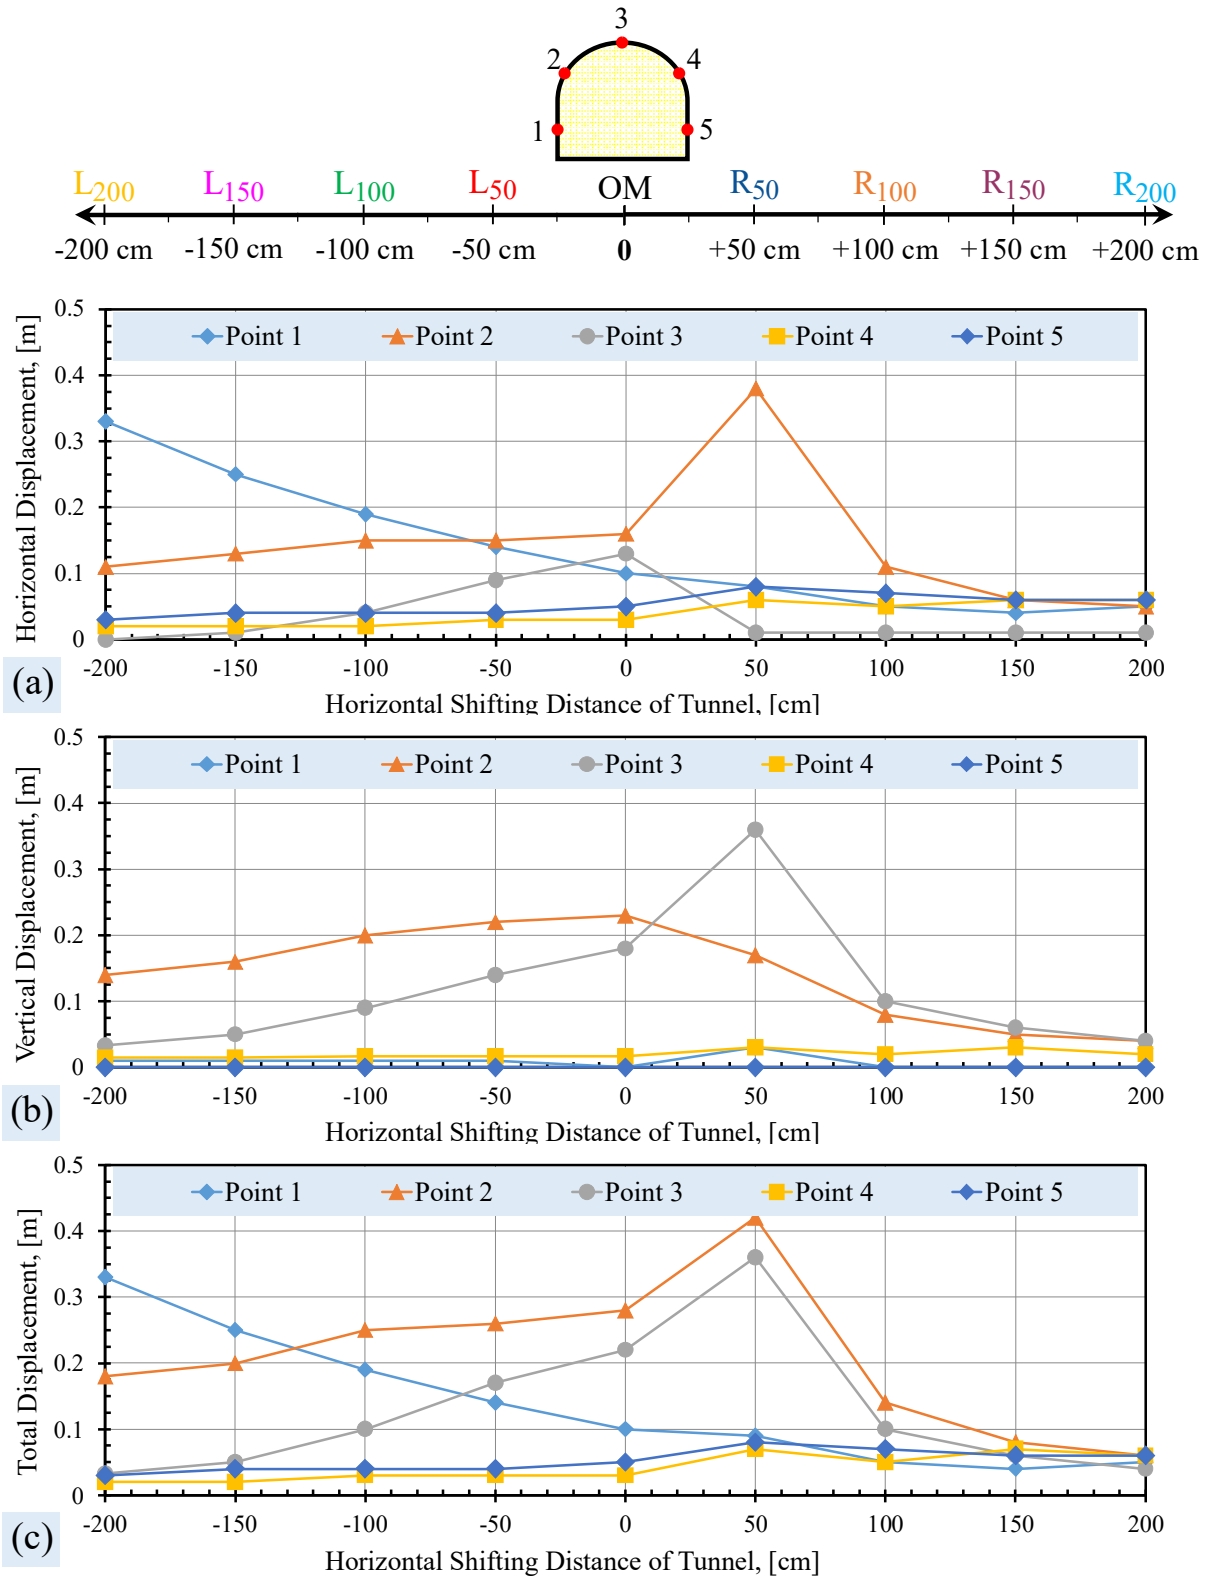 3
2 4
1 5
L200 L150 L100 L50 OM R50 R100 R150 R200
-200 cm -150 cm -100 cm -50 cm 0 +50 cm +100 cm +150 cm +200 cm
Horizontal Displacement, [m]
0.5
0.4
0.3
0.2
0.1
0
Point 1 Point 2 Point 3 Point 4 Point 5
-200 -150 -100 -50 0 50 100 150 200
(a)
Horizontal Shifting Distance of Tunnel, [cm]
Vertical Displacement, [m]
0.5
0.4
0.3
0.2
0.1
0
Point 1 Point 2 Point 3 Point 4 Point 5
-200 -150 -100 -50 0 50 100 150 200
(b)
Horizontal Shifting Distance of Tunnel, [cm]
Total Displacement, [m]
0.5
0.4
0.3
0.2
0.1
0
Point 1 Point 2 Point 3 Point 4 Point 5
-200 -150 -100 -50 0 50 100 150 200
(c)
Horizontal Shifting Distance of Tunnel, [cm]